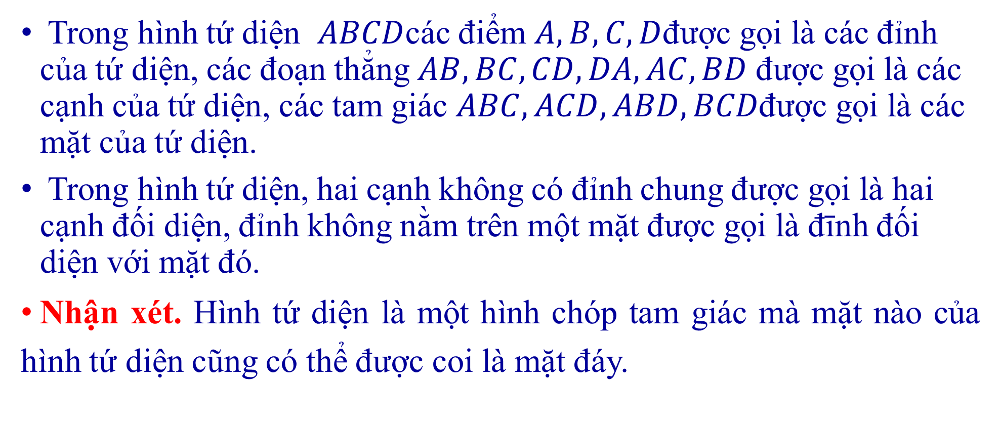 • Trong hình tứ diện ABCDcác điểm A, B, C, Dđược gọi là các đỉnh
của tứ diện, các đoạn thẳng AB, BC, CD, DA, AC, BD được gọi là các
cạnh của tứ diện, các tam giác ABC, ACD, ABD, BCDđược gọi là các
mặt của tứ diện.
• Trong hình tứ diện, hai cạnh không có đỉnh chung được gọi là hai
cạnh đối diện, đỉnh không nằm trên một mặt được gọi là đīnh đối
diện với mặt đó.
• Nhận xét. Hình tứ diện là một hình chóp tam giác mà mặt nào của
hình tứ diện cũng có thể được coi là mặt đáy.